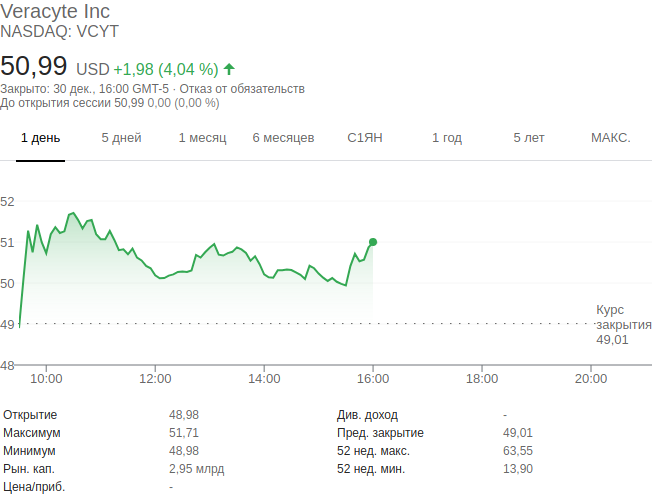 Veracyte Inc
NASDAQ: VCYT
50,99 USD +1,98 (4,04 %)
Закрыто: 30 дек., 16:00 GMT-5 · Отказ от обязательств
До открытия сессии 50,99 0,00 (0,00 %)
1 день 5 дней 1 месяц 6 месяцев С1ЯН 1 год 5 лет МАКС.
52
51
50
49
48
Курс
закрытия
49,01
10:00 12:00 14:00 16:00 18:00 20:00
Открытие 48,98 Див. доход -
Максимум 51,71 Пред. закрытие 49,01
Минимум 48,98 52 нед. макс. 63,55
Рын. кап. 2,95 млрд 52 нед. мин. 13,90
Цена/приб. -